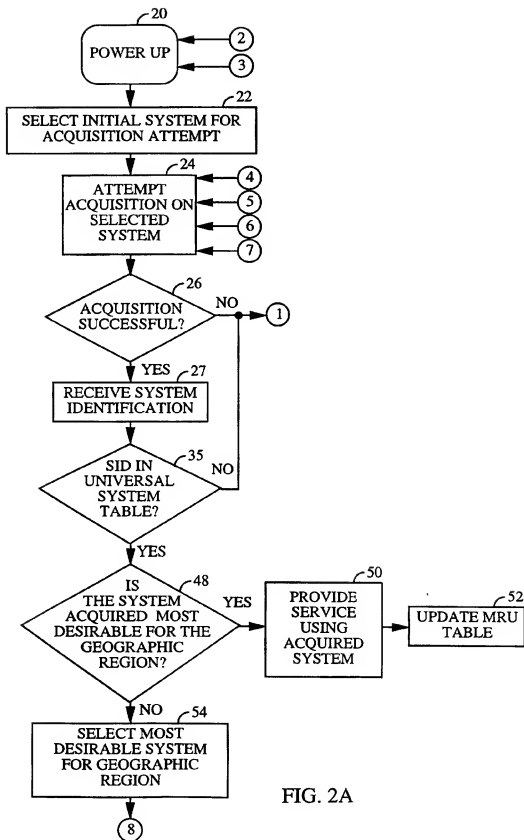 20
POWER UP
2
3
22
SELECT INITIAL SYSTEM FOR
ACQUISITION ATTEMPT
24
ATTEMPT
ACQUISITION ON
SELECTED
SYSTEM
4
5
6
7
26
ACQUISITION
SUCCESSFUL?
NO
1
YES
27
RECEIVE SYSTEM
IDENTIFICATION
35
SID IN
UNIVERSAL
SYSTEM
TABLE?
NO
YES
48
IS
THE SYSTEM
ACQUIRED MOST
DESIRABLE FOR THE
GEOGRAPHIC
REGION?
YES
50
PROVIDE
SERVICE
USING
ACQUIRED
SYSTEM
52
UPDATE MRU
TABLE
NO
54
SELECT MOST
DESIRABLE SYSTEM
FOR GEOGRAPHIC
REGION
8
FIG. 2A